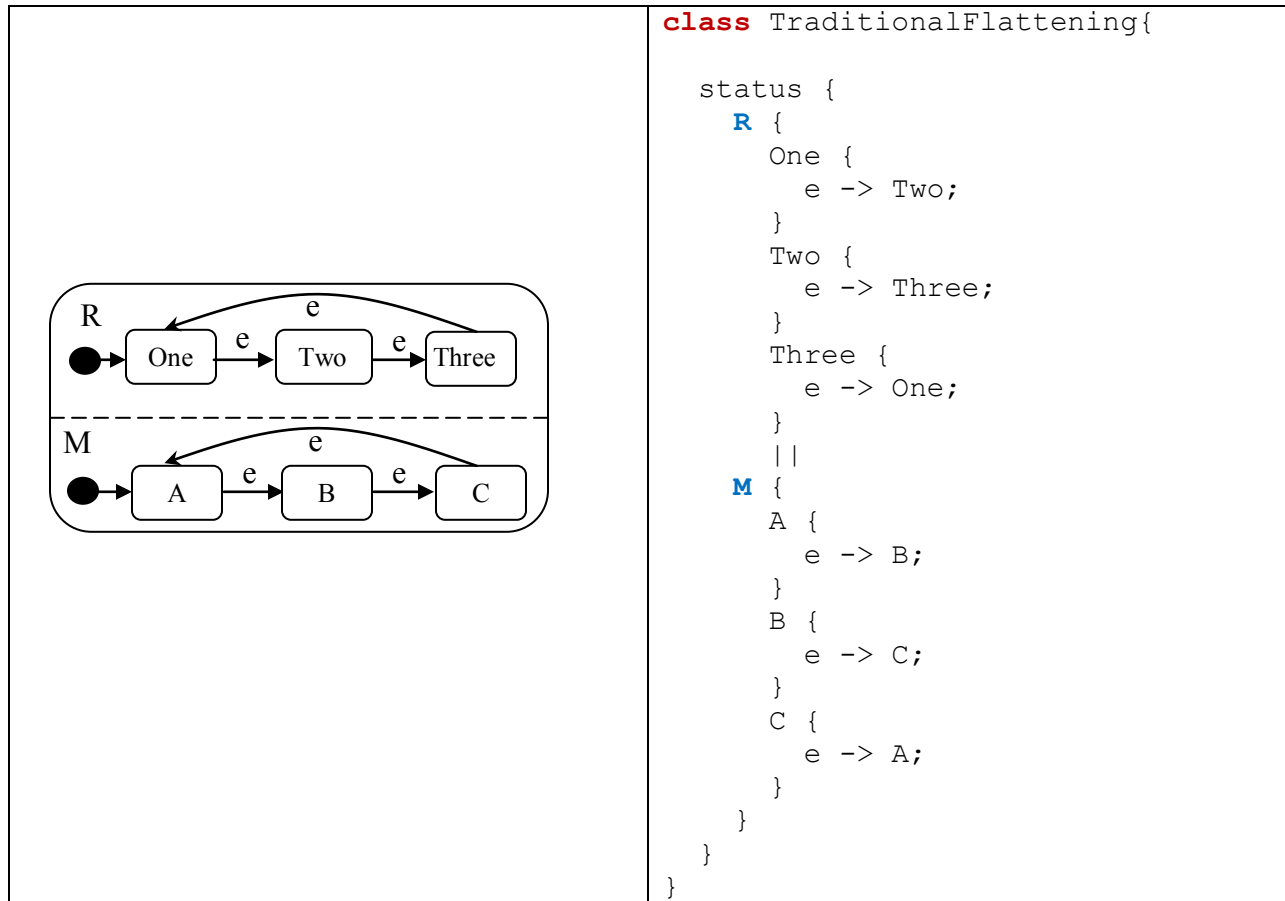 R
e
One
e
Two
e
Three
M
e
A
e
B
e
C
class TraditionalFlattening{
status {
R {
One {
e -> Two;
}
Two {
e -> Three;
}
Three {
e -> One;
}
||
M {
A {
e -> B;
}
B {
e -> C;
}
C {
e -> A;
}
}
}
}